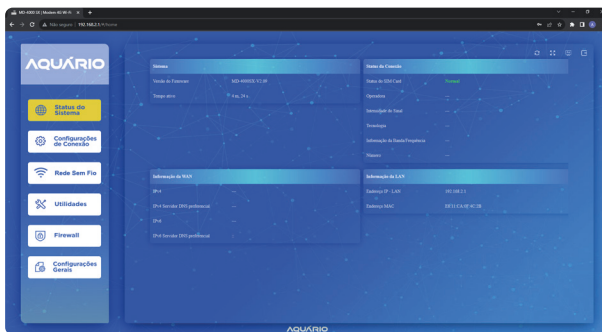 MD-4000 SE | Modem 4G Wi-Fi
Não seguro | 192.168.2.1/#/home
AQUÁRIO
Status do
Sistema
Configurações
de Conexão
Rede Sem Fio
Utilidades
Firewall
Configurações
Gerais
Sistema
Versão do Firmware
Tempo ativo 4 m, 24 s.
Status da Conexão
Status do SIM Card Normal
Operadora ---
Intensidade do Sinal ---
Tecnologia ---
Informação da Banda/Frequência ---
Número ---
Informação da WAN
IPv4 ---
IPv4 Servidor DNS preferencial ---
IPv6 ---
IPv6 Servidor DNS preferencial ---
Informação da LAN
Endereço IP - LAN 192.168.2.1
Endereço MAC
AQUÁRIO